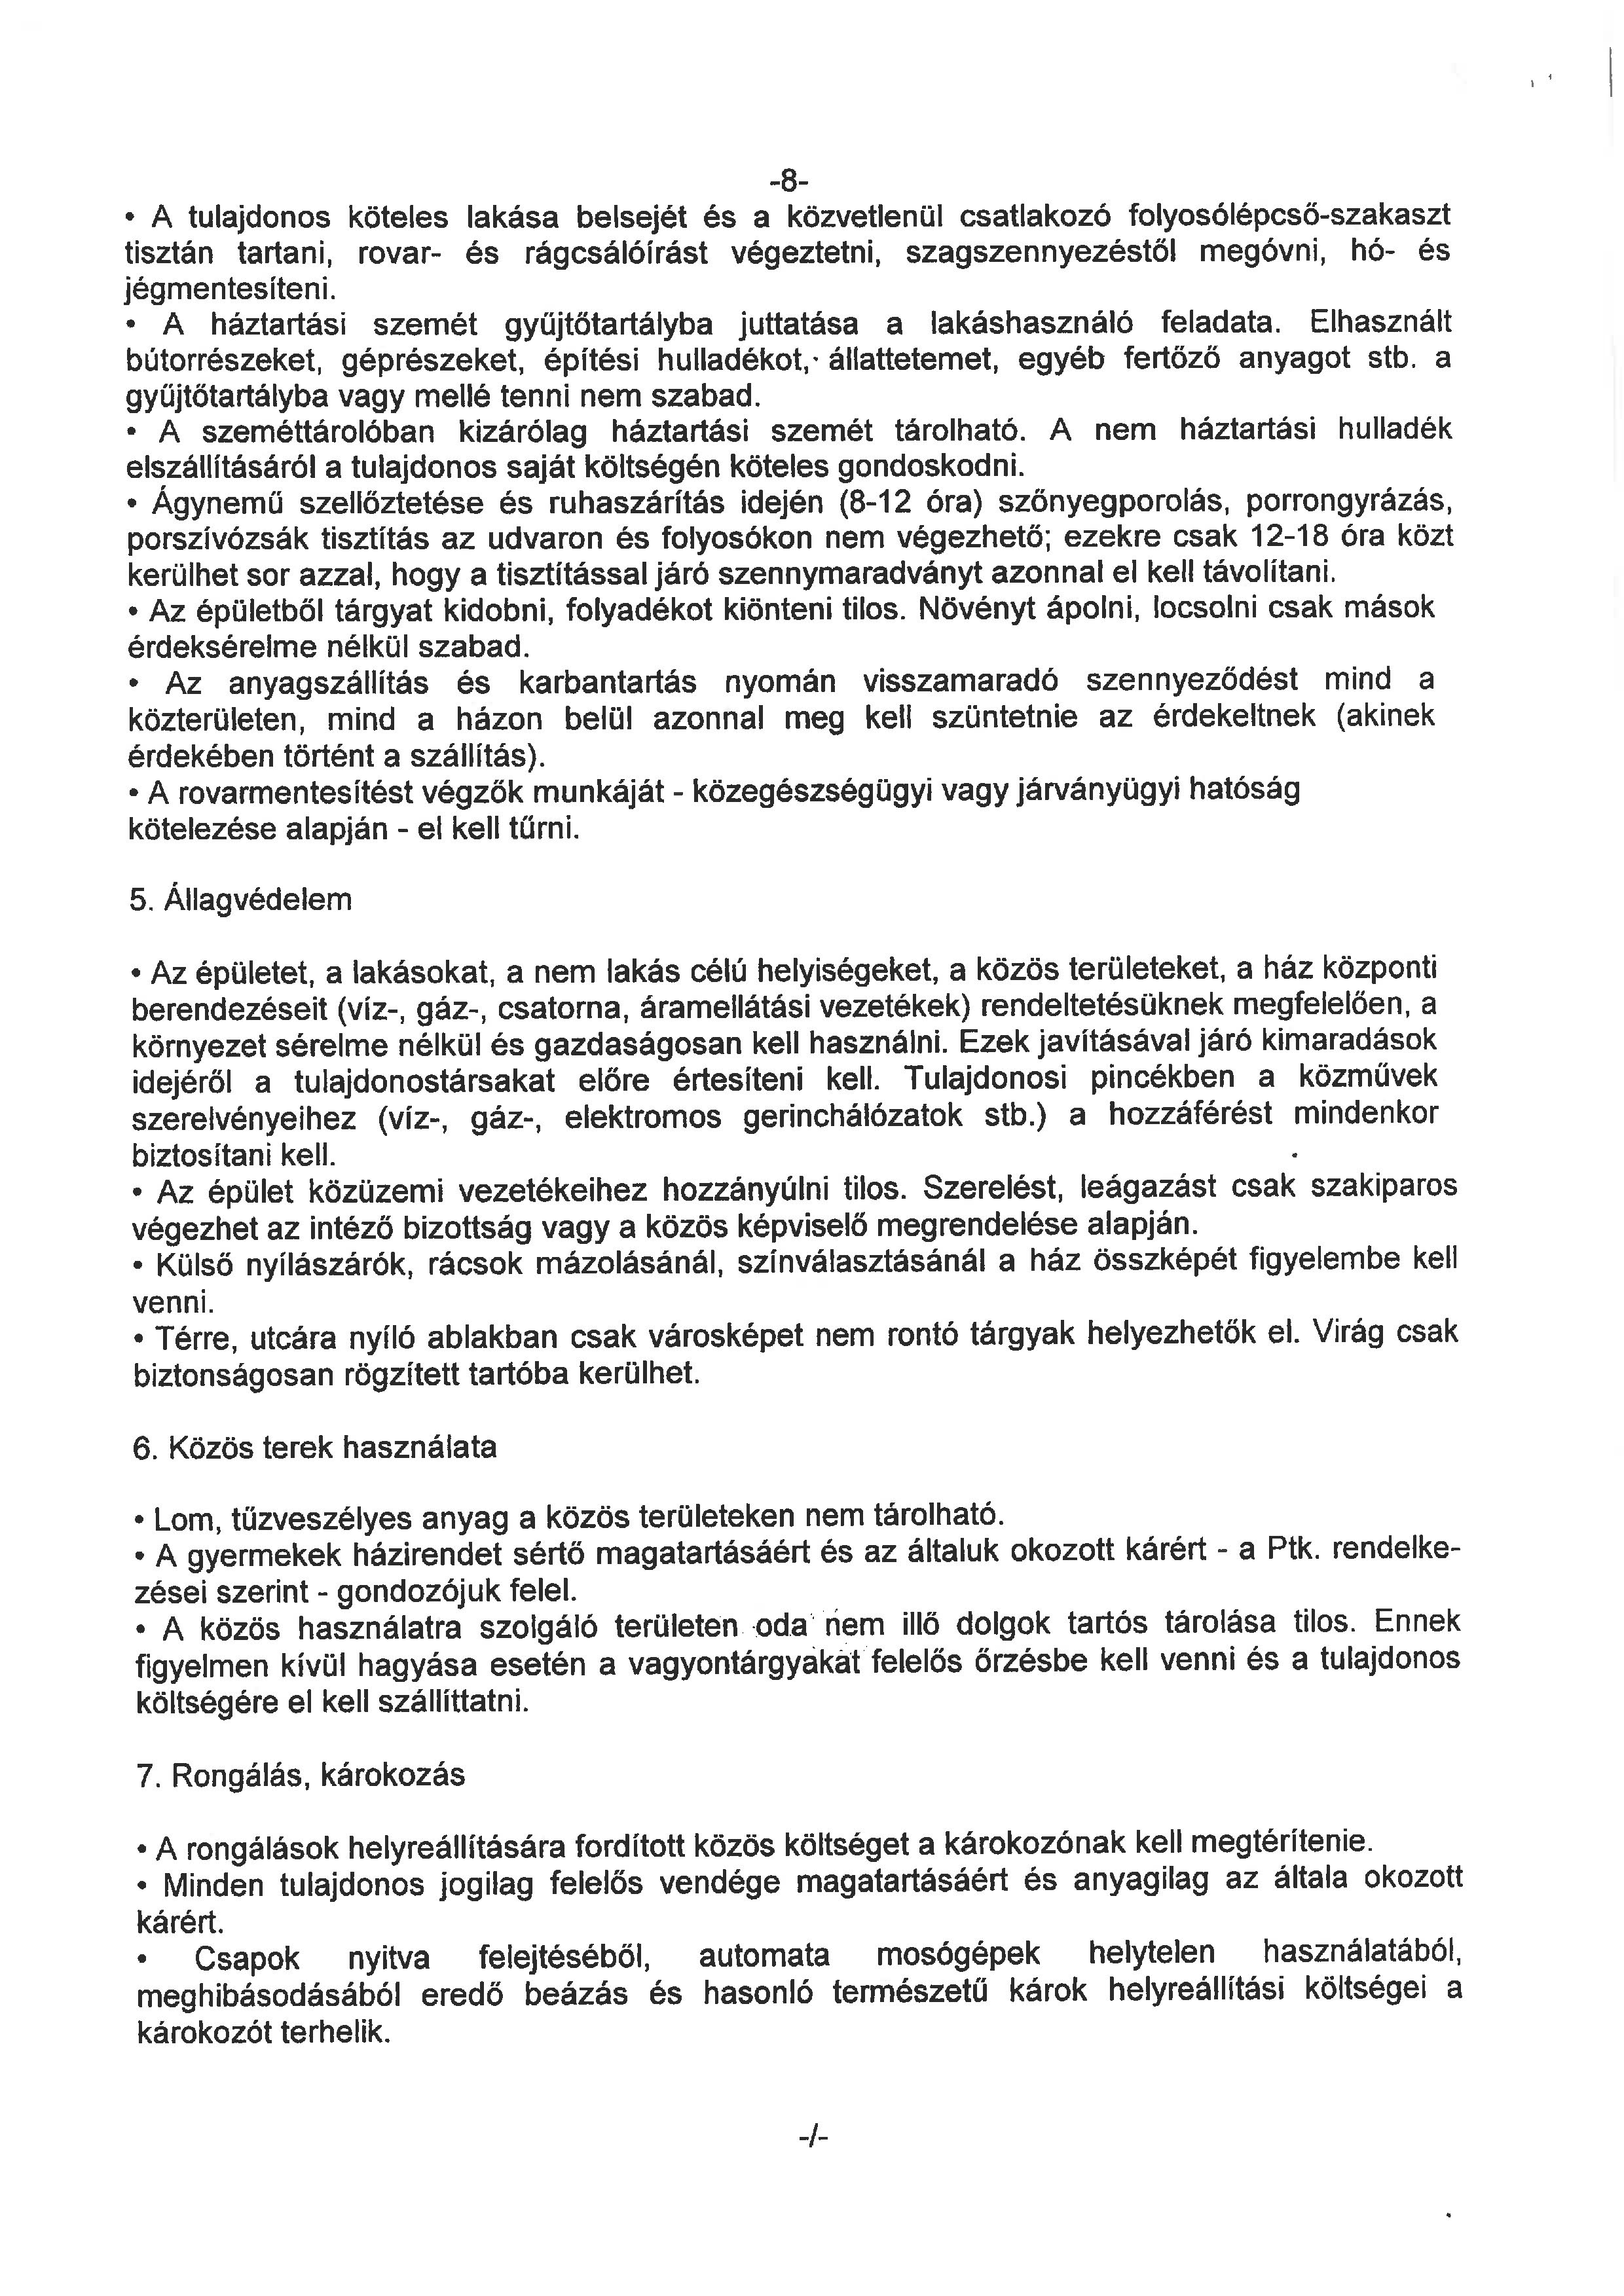 -8-
• A tulajdonos köteles lakása belsejét és a közvetlenül csatlakozó folyosólépcső-szakaszt
tisztán tartani, rovar- és rágcsálóírást végeztetni, szagszennyezéstől megóvni, hó- és
jégmentesíteni.
• A háztartási szemét gyűjtőtartályba juttatása a lakáshasználó feladata. Elhasznált
bútorrészeket, géprészeket, építési hulladékot, állattetemet, egyéb fertőző anyagot stb. a
gyűjtőtartályba vagy mellé tenni nem szabad.
• A szeméttárolóban kizárólag háztartási szemét tárolható. A nem háztartási hulladék
elszállításáról a tulajdonos saját költségén köteles gondoskodni.
• Ágynemű szellőztetése és ruhaszárítás idején (8-12 óra) szőnyegporolás, porrongyrázás,
porszívózsák tisztítás az udvaron és folyosókon nem végezhető; ezekre csak 12-18 óra közt
kerülhet sor azzal, hogy a tisztítással járó szennymaradványt azonnal el kell távolítani.
• Az épületből tárgyat kidobni, folyadékot kiönteni tilos. Növényt ápolni, locsolni csak mások
érdeksérelme nélkül szabad.
• Az anyagszállítás és karbantartás nyomán visszamaradó szennyeződést mind a
közterületen, mind a házon belül azonnal meg kell szüntetnie az érdekeltnek (akinek
érdekében történt a szállítás).
• A rovarmentesítést végzők munkáját - közegészségügyi vagy járványügyi hatóság
kötelezése alapján - el kell tűrni.
5. Állagvédelem
• Az épületet, a lakásokat, a nem lakás célú helyiségeket, a közös területeket, a ház központi
berendezéseit (víz-, gáz-, csatorna, áramellátási vezetékek) rendeltetésüknek megfelelően, a
környezet sérelme nélkül és gazdaságosan kell használni. Ezek javításával járó kimaradások
idejéről a tulajdonostársakat előre értesíteni kell. Tulajdonosi pincékben a közművek
szerelvényeihez (víz-, gáz-, elektromos gerinchálózatok stb.) a hozzáférést mindenkor
biztosítani kell.
• Az épület közüzemi vezetékeihez hozzányúlni tilos. Szerelést, leágazást csak szakiparos
végezhet az intéző bizottság vagy a közös képviselő megrendelése alapján.
• Külső nyílászárók, rácsok mázolásánál, színválasztásánál a ház összképét figyelembe kell
venni.
• Térre, utcára nyíló ablakban csak városképet nem rontó tárgyak helyezhetők el. Virág csak
biztonságosan rögzített tartóba kerülhet.
6. Közös terek használata
• Lom, tűzveszélyes anyag a közös területeken nem tárolható.
• A gyermekek házirendet sértő magatartásáért és az általuk okozott kárért - a Ptk. rendelke-
zései szerint - gondozójuk felel.
• A közös használatra szolgáló területen oda nem illő dolgok tartós tárolása tilos. Ennek
figyelmen kívül hagyása esetén a vagyontárgyakat felelős őrzésbe kell venni és a tulajdonos
költségére el kell szállíttatni.
7. Rongálás, károkozás
• A rongálások helyreállítására fordított közös költséget a károkozónak kell megtérítenie.
• Minden tulajdonos jogilag felelős vendége magatartásáért és anyagilag az általa okozott
kárért.
• Csapok nyitva felejtéséből, automata mosógépek helytelen használatából,
meghibásodásából eredő beázás és hasonló természetű károk helyreállítási költségei a
károkozót terhelik.
-/-